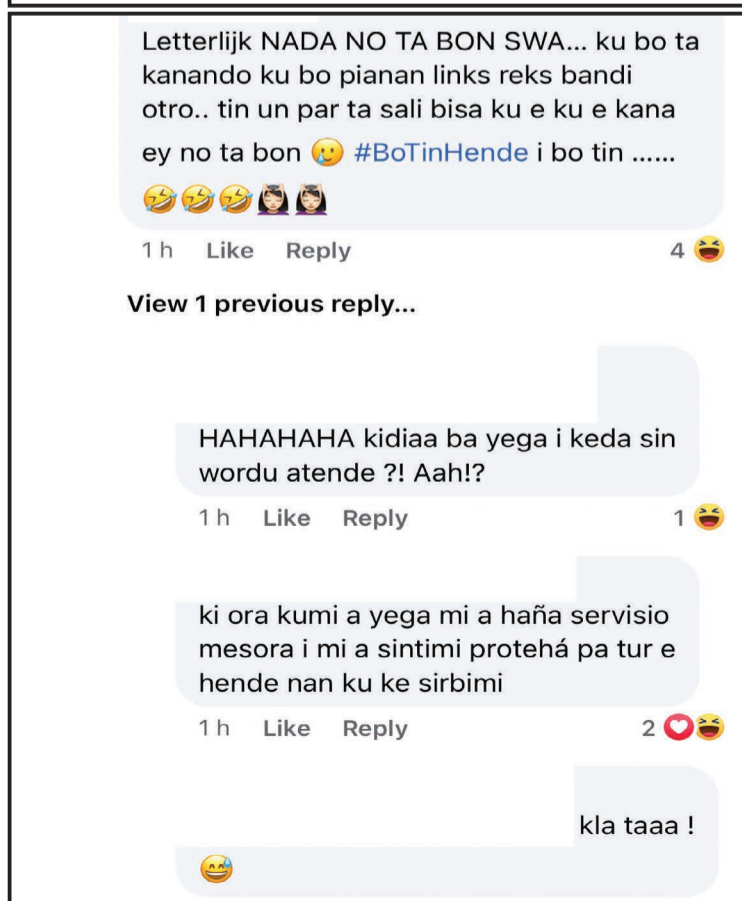 Letterlijk NADA NO TA BON SWA... ku bo ta
kanando ku bo pianan links reks bandi
otro.. tin un par ta sali bisa ku e ku e kana
ey no ta bon 🥲 #BoTinHende i bo tin ......
🤣🤣🤣💆🏻‍♀️💆🏻‍♀️
1 h Like Reply 4 😆
View 1 previous reply...
HAHAHAHA kidiaa ba yega i keda sin
wordu atende ?! Aah!?
1 h Like Reply 1 😆
ki ora kumi a yega mi a haña servisio
mesora i mi a sintimi protehá pa tur e
hende nan ku ke sirbimi
1 h Like Reply 2 ❤️😆
kla taaa !
😅